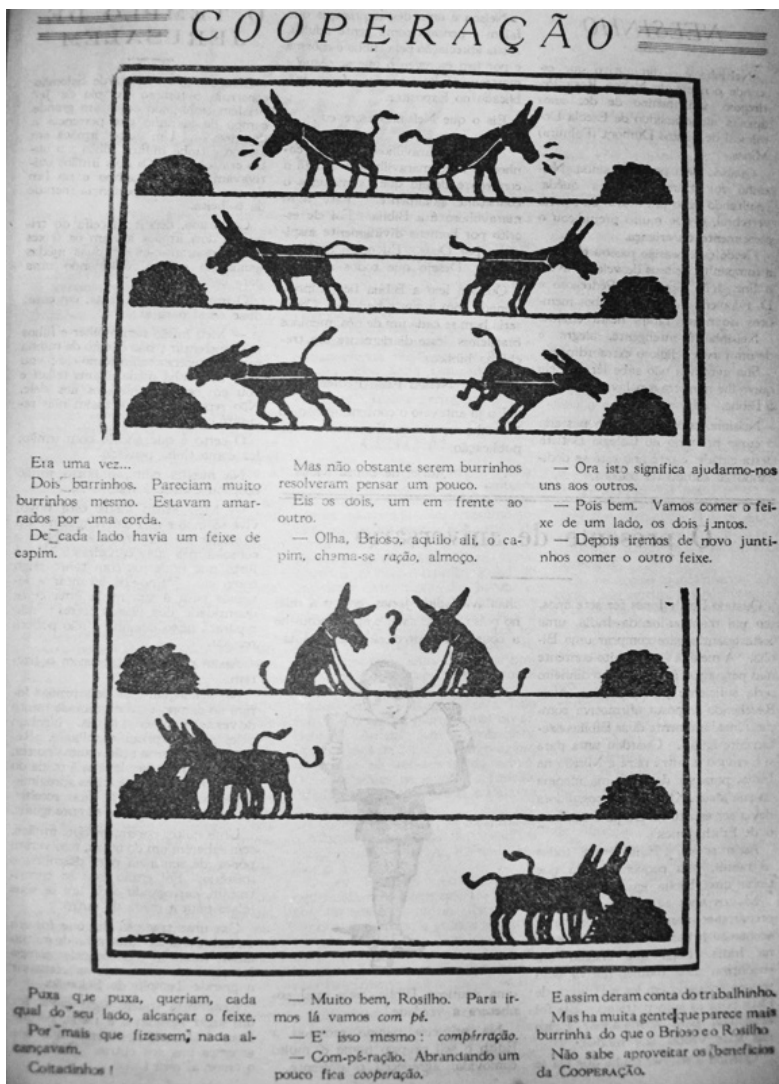 COOPERAÇÃO
Era uma vez...
Dois burrinhos. Pareciam muito
burrinhos mesmo. Estavam amar-
rados por uma corda.
De cada lado havia um feixe de
capim.
Mas não obstante serem burrinhos
resolveram pensar um pouco.
Eis os dois, um em frente ao
outro.
— Olha, Brioso, aquilo ali, o ca-
pim, chama-se ração, almoço.
— Ora isto significa ajudarmo-nos
uns aos outros.
— Pois bem. Vamos comer o fei-
xe de um lado, os dois juntos.
— Depois iremos de novo junti-
nhos comer o outro feixe.
?
Puxa que puxa, queriam, cada
qual do seu lado, alcançar o feixe.
Por mais que fizessem, nada al-
cançavam.
Coitadinhos!
— Muito bem, Rosilho. Para ir-
mos lá vamos com pé.
— E' isso mesmo: compérração.
— Com-pé-ração. Abrandando um
pouco fica cooperação.
E assim deram conta do trabalhinho.
Mas ha muita gente que parece mais
burrinha do que o Brioso e o Rosilho
Não sabe aproveitar os beneficios
da COOPERAÇÃO.